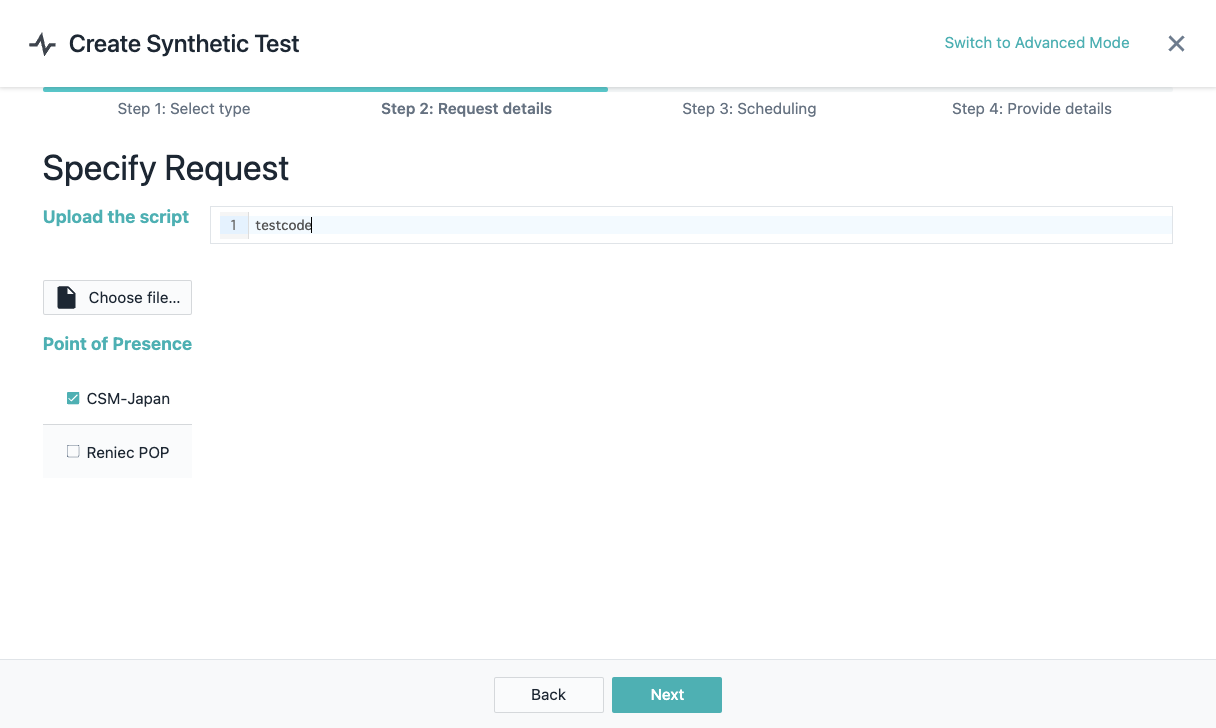 Create Synthetic Test
Switch to Advanced Mode
Step 1: Select type
Step 2: Request details
Step 3: Scheduling
Step 4: Provide details
Specify Request
Upload the script
1 testcode
Choose file...
Point of Presence
CSM-Japan
Reniec POP
Back
Next